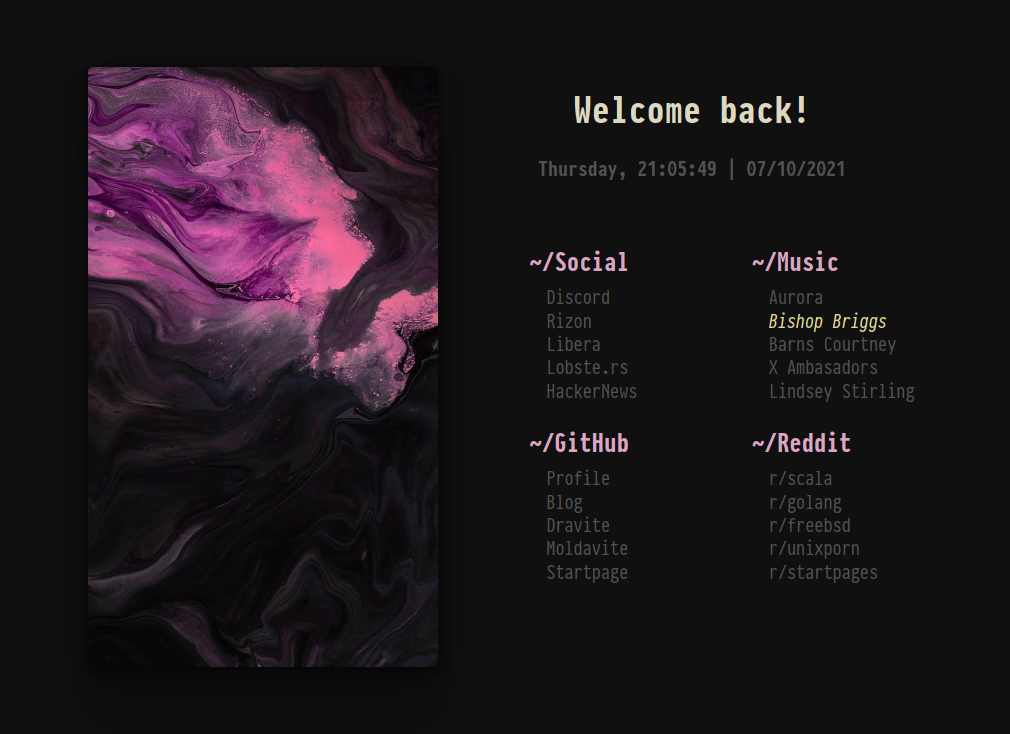 Welcome back!
Thursday, 21:05:49 | 07/10/2021
~/Social
Discord
Rizon
Libera
Lobste.rs
HackerNews
~/Music
Aurora
Bishop Briggs
Barns Courtney
X Ambasadors
Lindsey Stirling
~/GitHub
Profile
Blog
Dravite
Moldavite
Startpage
~/Reddit
r/scala
r/golang
r/freebsd
r/unixporn
r/startpages